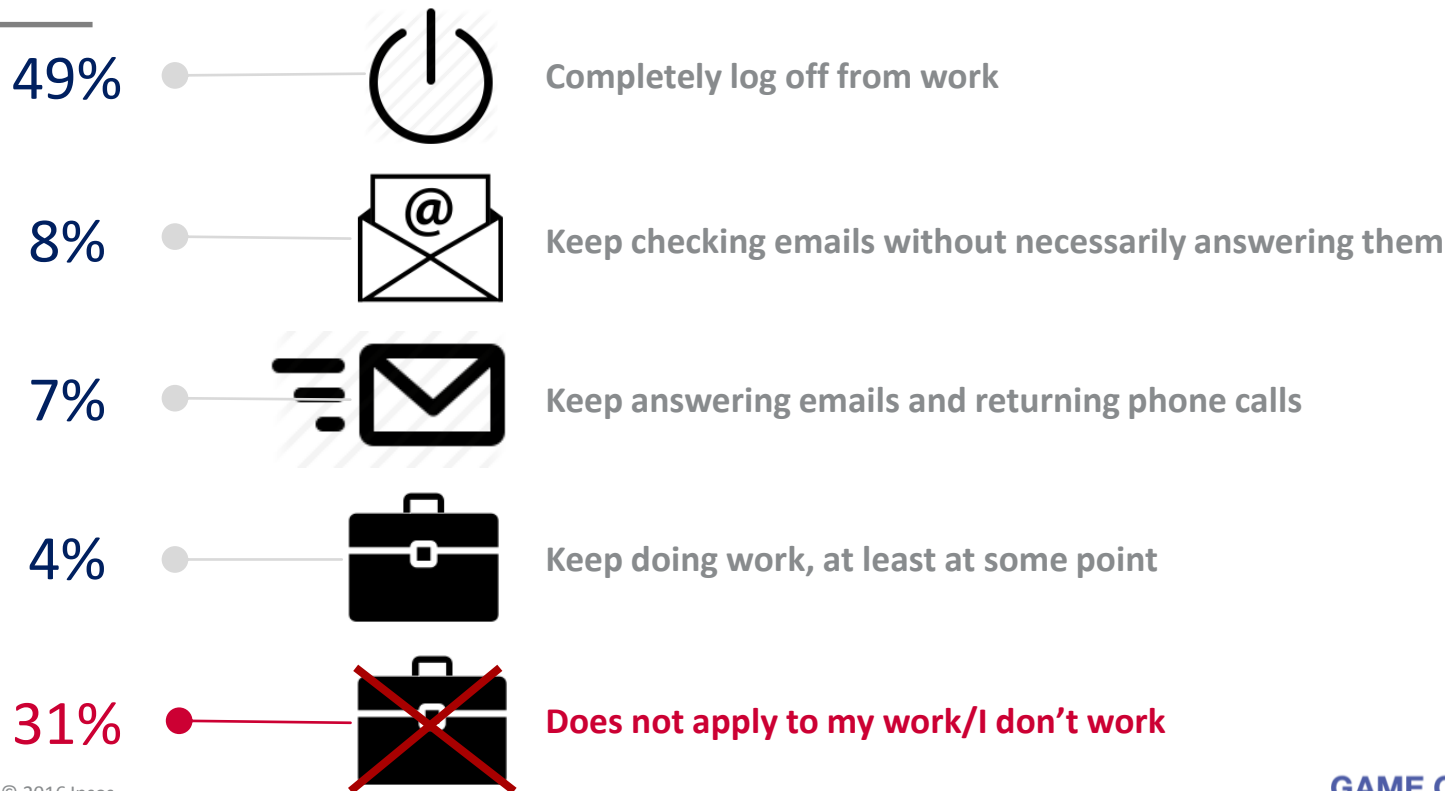 49%
Completely log off from work
@
8%
Keep checking emails without necessarily answering them
7%
Keep answering emails and returning phone calls
4%
Keep doing work, at least at some point
31%
Does not apply to my work/I don't work
© 2016
GAME